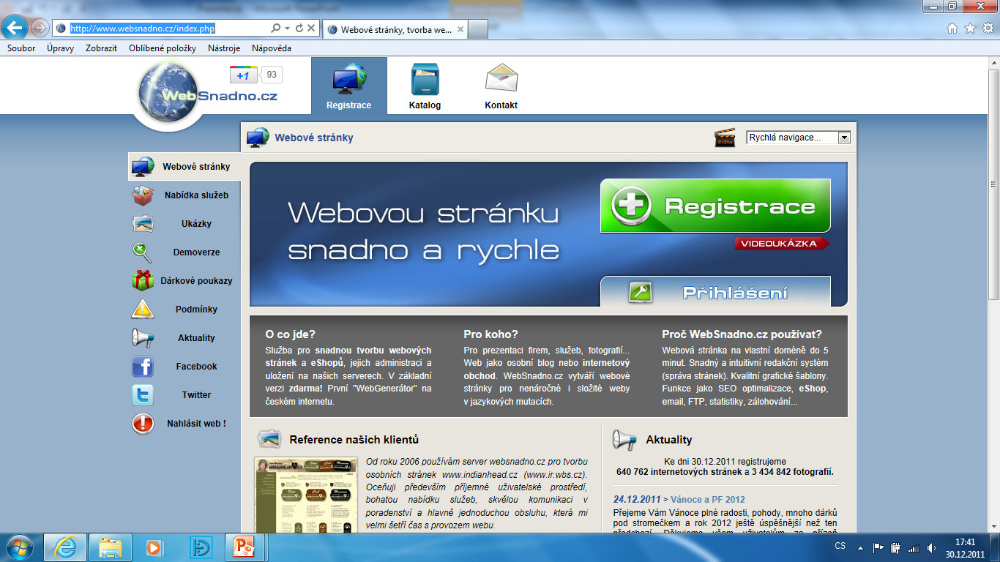 http://www.websnadno.cz/index.php
Webové stránky, tvorba we...
Soubor Úpravy Zobrazit Oblíbené položky Nástroje Nápověda
WebSnadno.cz
+1 93
Registrace Katalog Kontakt
Webové stránky
Rychlá navigace...
Webové stránky
Nabídka služeb
Ukázky
Demoverze
Dárkové poukazy
Podmínky
Aktuality
Facebook
Twitter
Nahlásit web !
Webovou stránku
snadno a rychle
Registrace
VIDEOUKÁZKA
Přihlášení
O co jde?
Služba pro snadnou tvorbu webových
stránek a eShopů, jejich administraci a
uložení na našich serverech. V základní
verzi zdarma! První "WebGenerátor" na
českém internetu.
Pro koho?
Pro prezentaci firem, služeb, fotografií...
Web jako osobní blog nebo internetový
obchod. WebSnadno.cz vytváří webové
stránky pro nenáročné i složité weby
v jazykových mutacích.
Proč WebSnadno.cz používat?
Webová stránka na vlastní doméně do 5
minut. Snadný a intuitivní redakční systém
(správa stránek). Kvalitní grafické šablony.
Funkce jako SEO optimalizace, eShop,
email, FTP, statistiky, zálohování...
Reference našich klientů
Od roku 2006 používám server websnadno.cz pro tvorbu
osobních stránek www.indianhead.cz (www.ir.wbs.cz).
Oceňuji především příjemné uživatelské prostředí,
bohatou nabídku služeb, skvělou komunikaci v
poradenství a hlavně jednoduchou obsluhu, která mi
velmi šetří čas s provozem webu.
Aktuality
Ke dni 30.12.2011 registrujeme
640 762 internetových stránek a 3 434 842 fotografií.
24.12.2011 > Vánoce a PF 2012
Přejeme Vám Vánoce plné radosti, pohody, mnoho dárků
pod stromečkem a rok 2012 ještě úspěšnější než ten
předchozí. Děkujeme všem uživatelům za přízeň
CS
17:41
30.12.2011